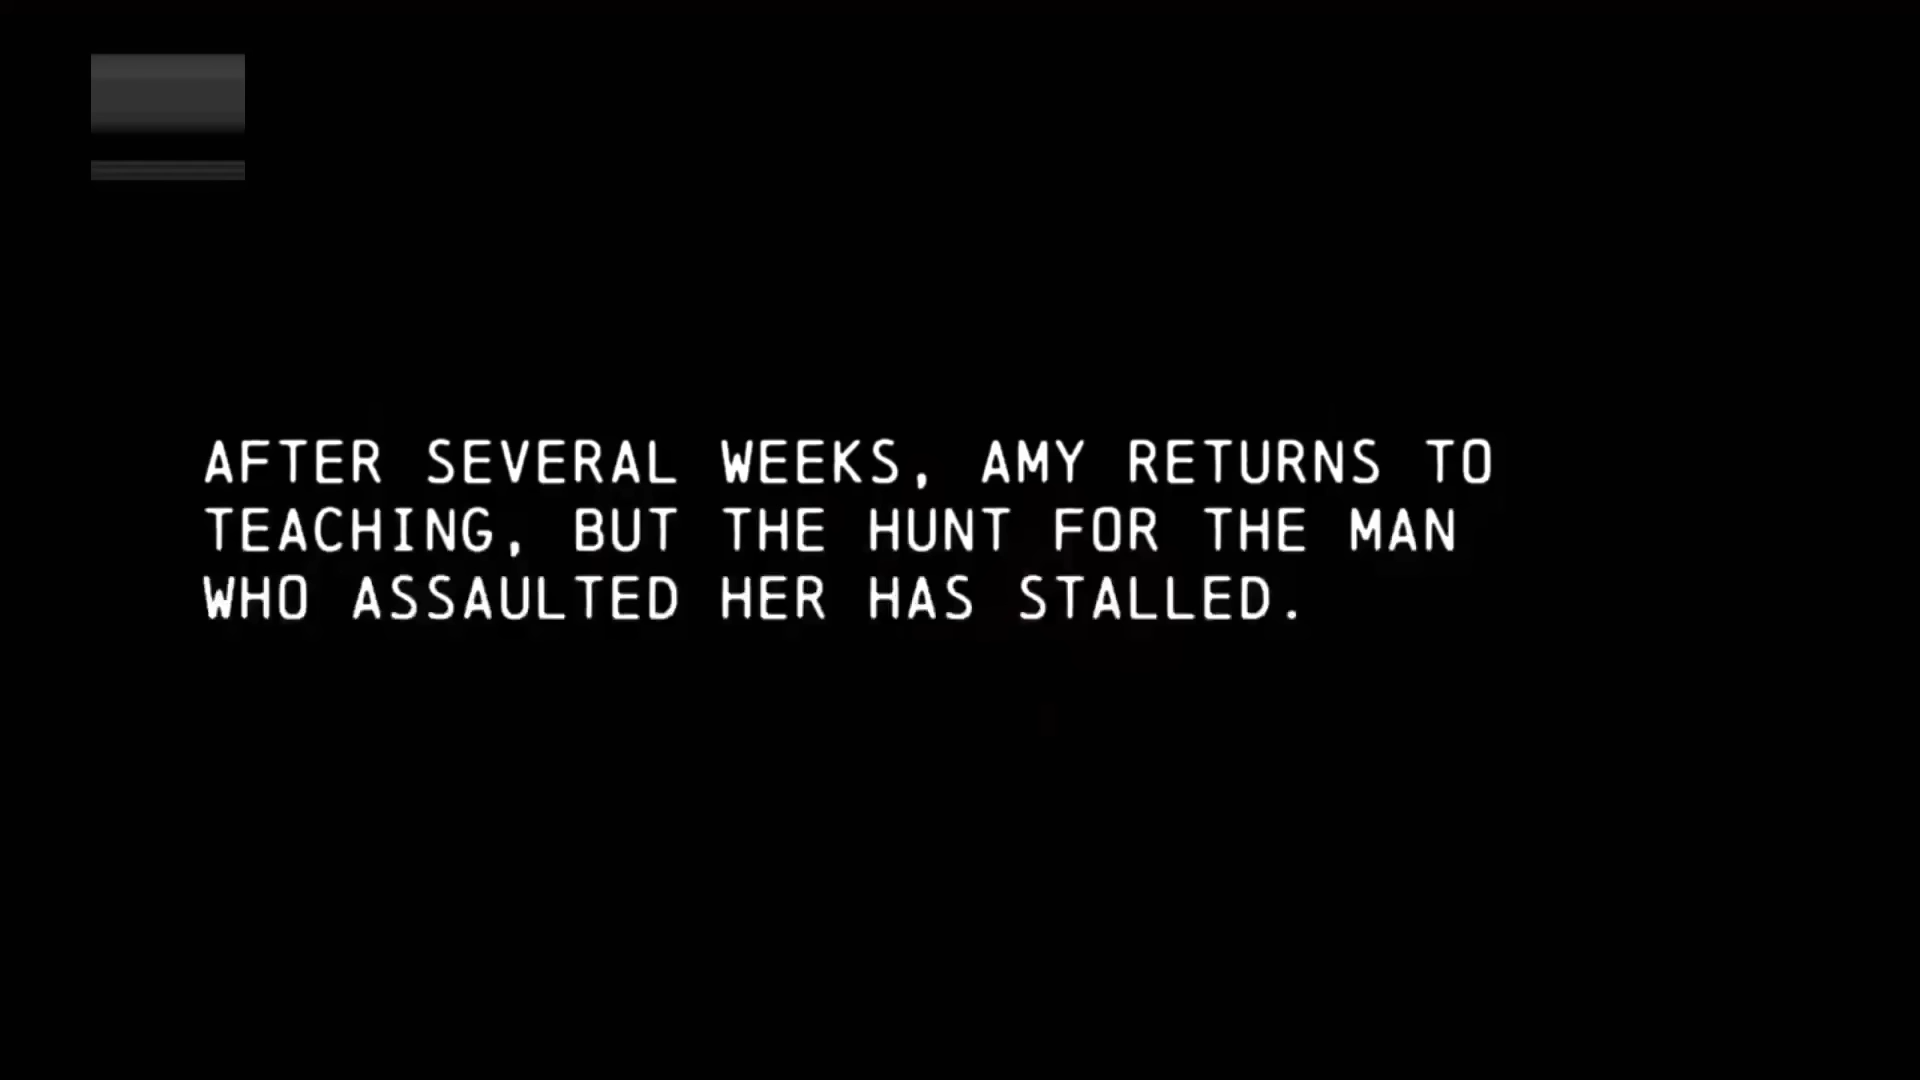 AFTER SEVERAL WEEKS, AMY RETURNS TO
TEACHING, BUT THE HUNT FOR THE MAN
WHO ASSAULTED HER HAS STALLED.